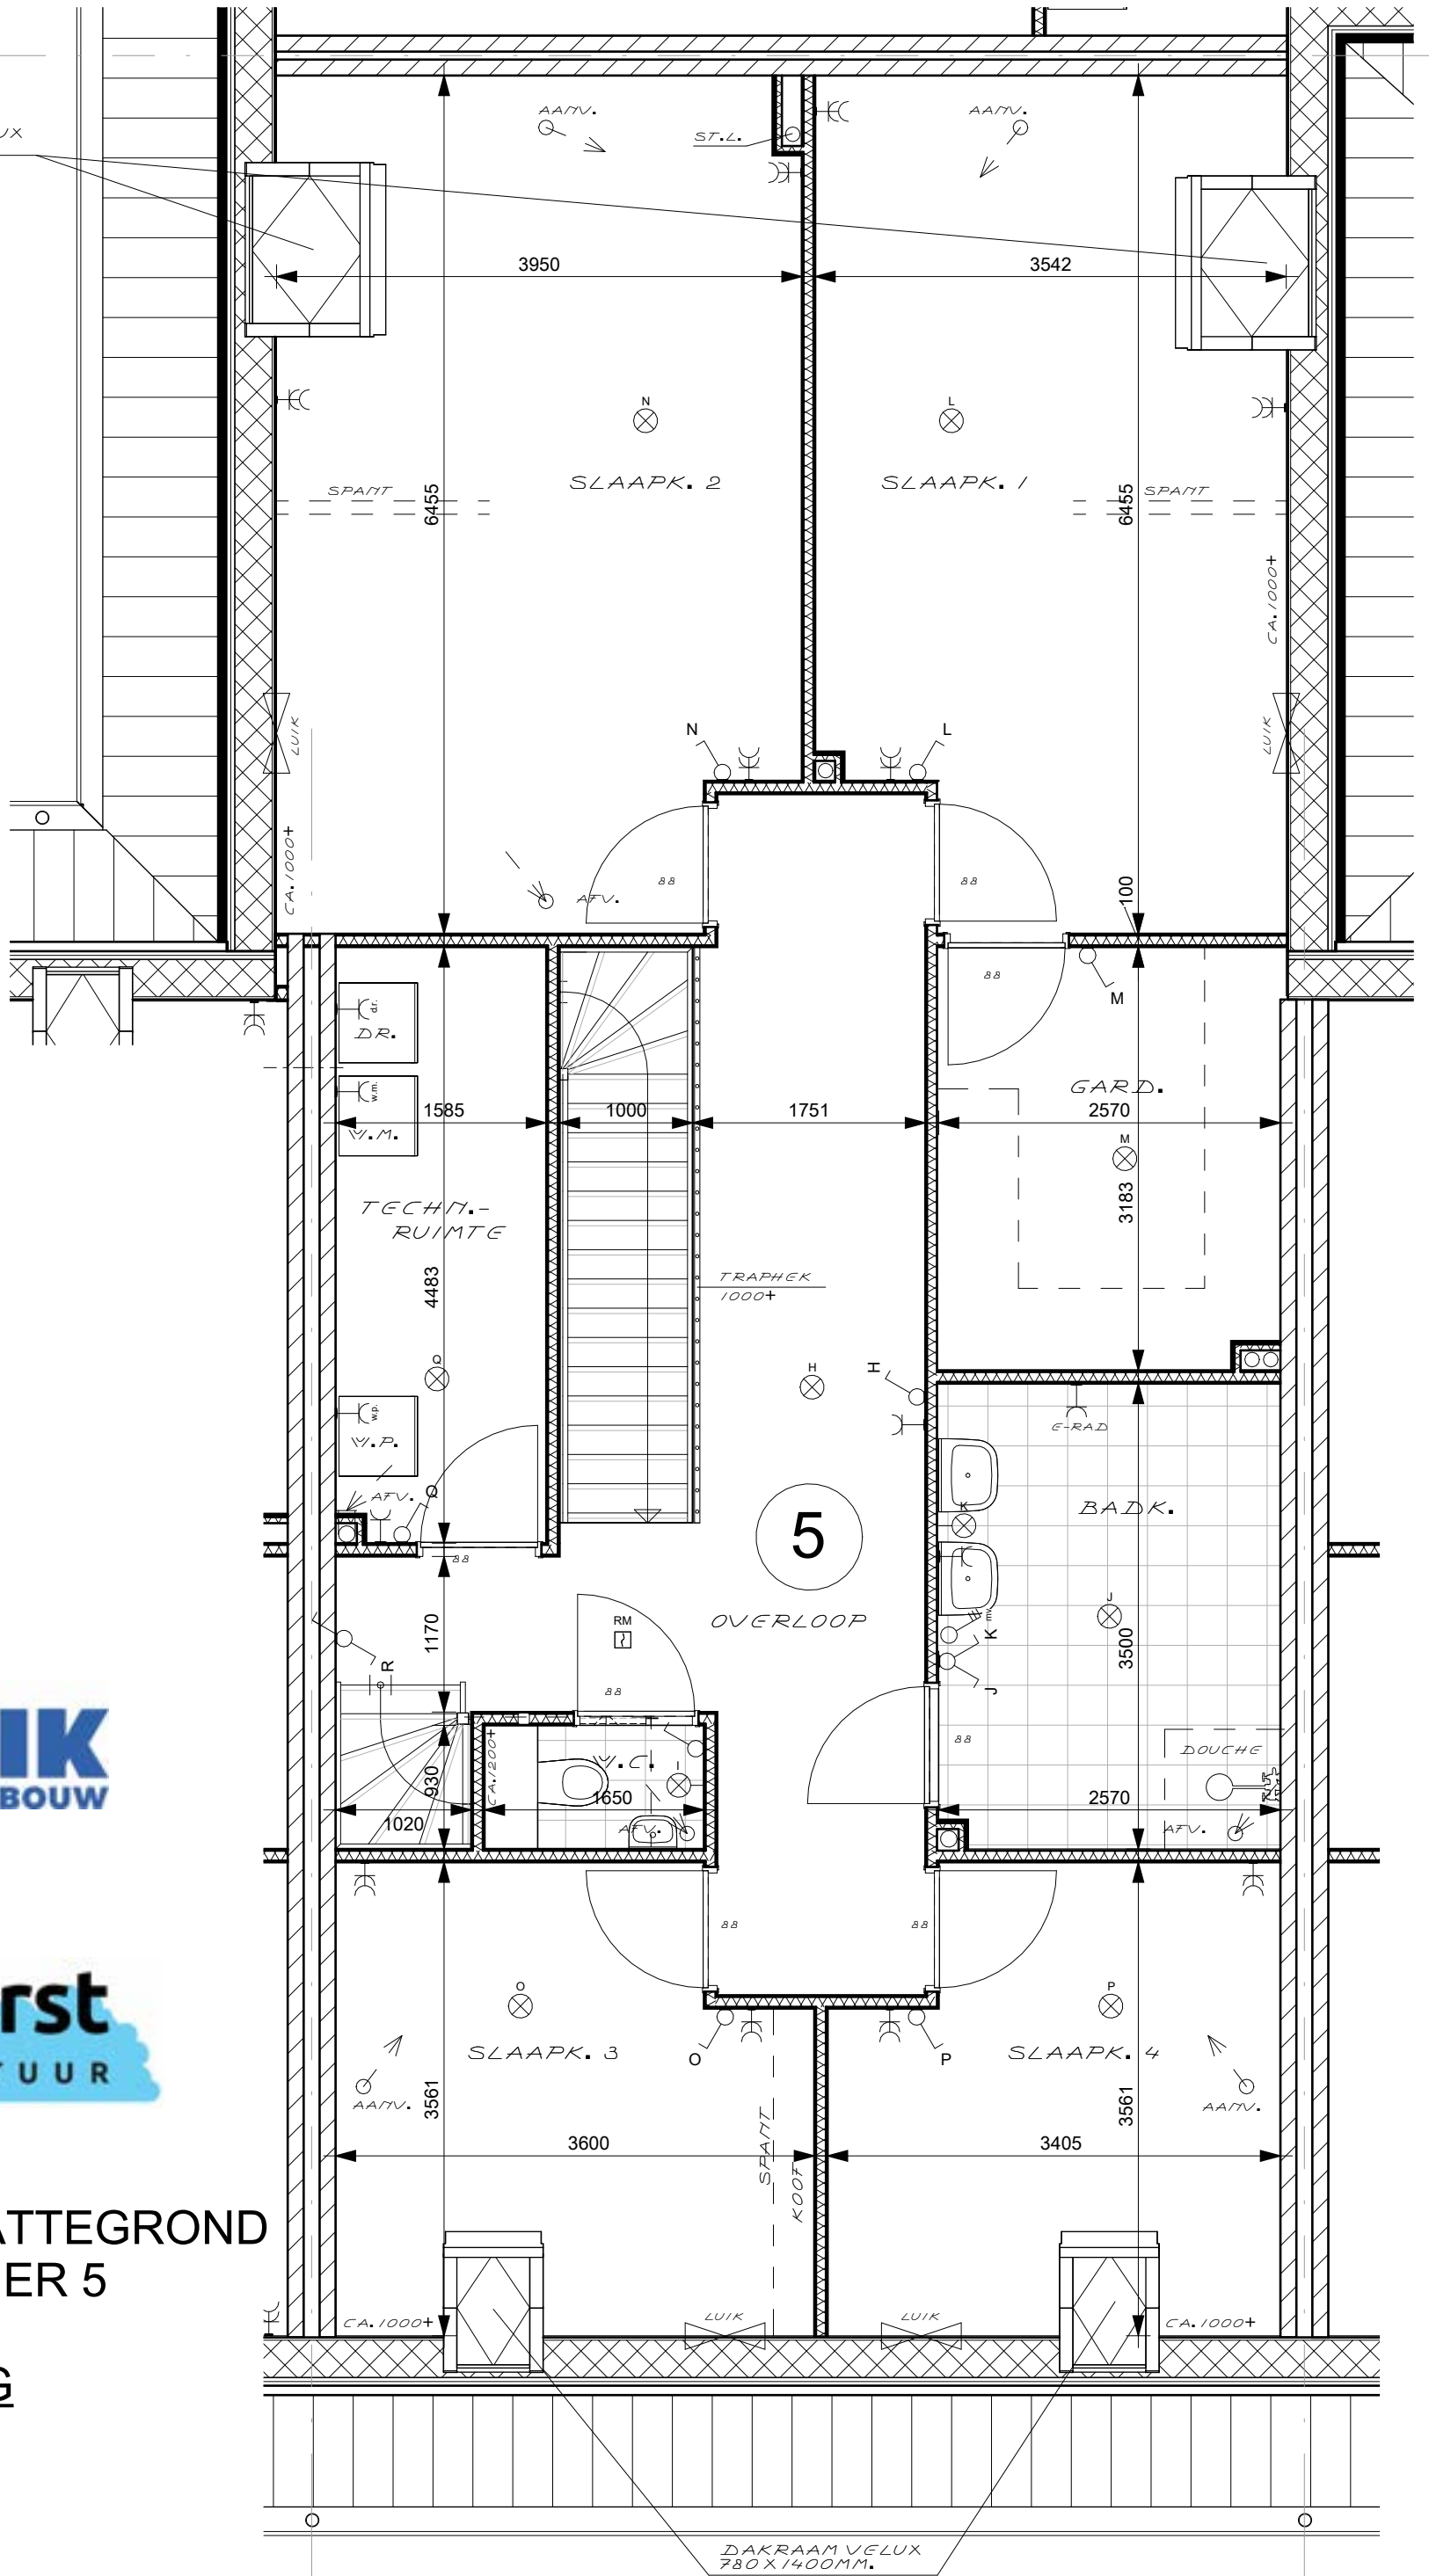 AANV.
AANV.
ST.L.
3950
3542
N
L
SLAAPK. 2
SLAAPK. 1
SPANT
SPANT
6455
6455
CA.1000+
LUIK
LUIK
N
L
CA.1000+
88
88
AFV.
100
88
M
d.r.
DR.
w.m.
W.M.
GARD.
1585
1000
1751
2570
M
TECHN.-
RUIMTE
3183
4483
TRAPHEK
1000+
Q
H
H
w.p.
W.P.
E-RAD
AFV.
Q
K
BADK.
5
88
OVERLOOP
RM
J
mv
K
1170
3500
R
J
88
88
CA.1200+
W.C.
I
DOUCHE
930
1650
2570
1020
AFV.
AFV.
88
88
O
P
SLAAPK. 3
SLAAPK. 4
O
P
AANV.
AANV.
3561
3561
3600
3405
SPANT
KOOF
IK
BOUW
rst
TUUR
ATTEGROND
ER 5
G
CA.1000+
LUIK
LUIK
CA.1000+
DAKRAAM VELUX
780X1400MM.